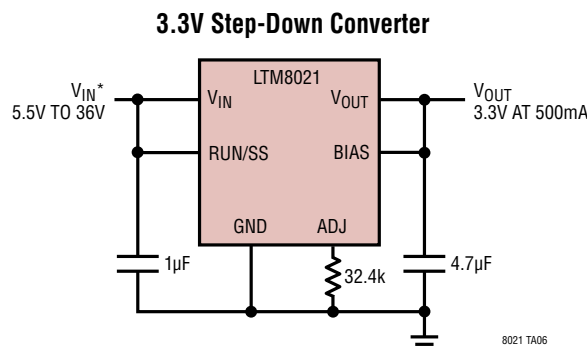 3.3V Step-Down Converter
LTM8021
VIN*
5.5V TO 36V
VIN
VOUT
VOUT
3.3V AT 500mA
RUN/SS
BIAS
GND
ADJ
1µF
32.4k
4.7µF
8021 TA06